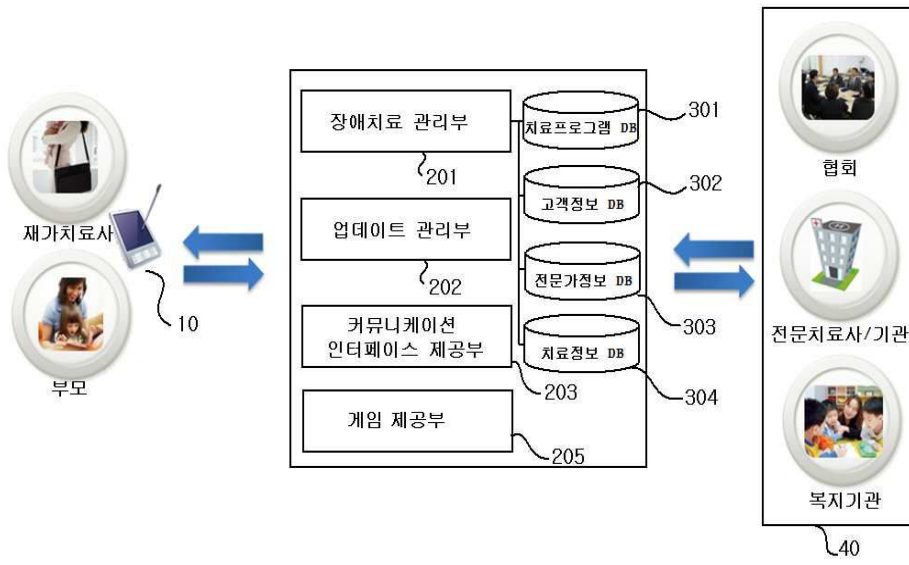 재가치료사
부모
10
장애치료 관리부
201
업데이트 관리부
202
커뮤니케이션
인터페이스 제공부
203
게임 제공부
205
치료프로그램 DB
301
고객정보 DB
302
전문가정보 DB
303
치료정보 DB
304
협회
전문치료사/기관
복지기관
40